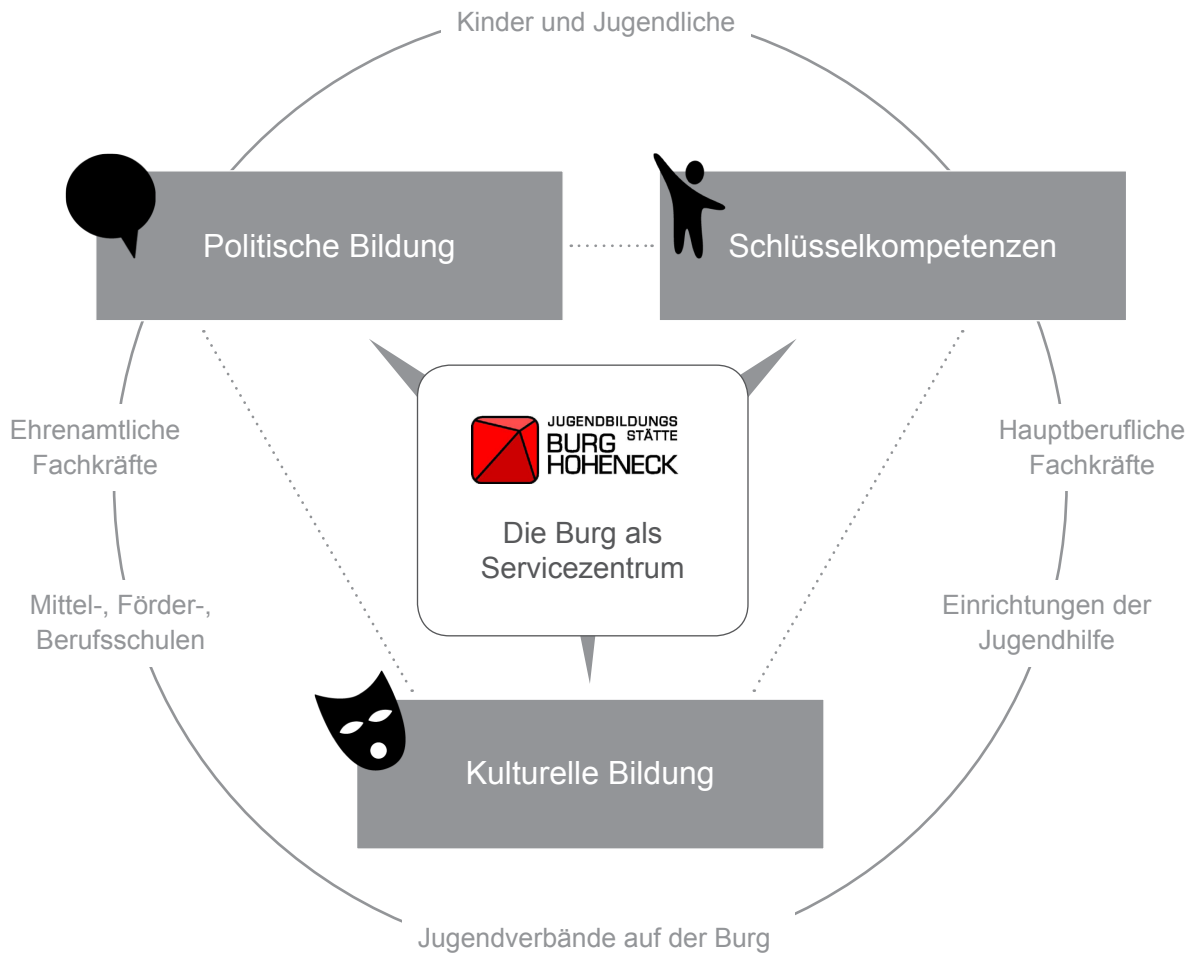 Kinder und Jugendliche
Politische Bildung
Schlüsselkompetenzen
Ehrenamtliche
Fachkräfte
JUGENDBILDUNGS
STÄTTE
BURG
HOHENECK
Die Burg als
Servicezentrum
Hauptberufliche
Fachkräfte
Mittel-, Förder-,
Berufsschulen
Einrichtungen der
Jugendhilfe
Kulturelle Bildung
Jugendverbände auf der Burg